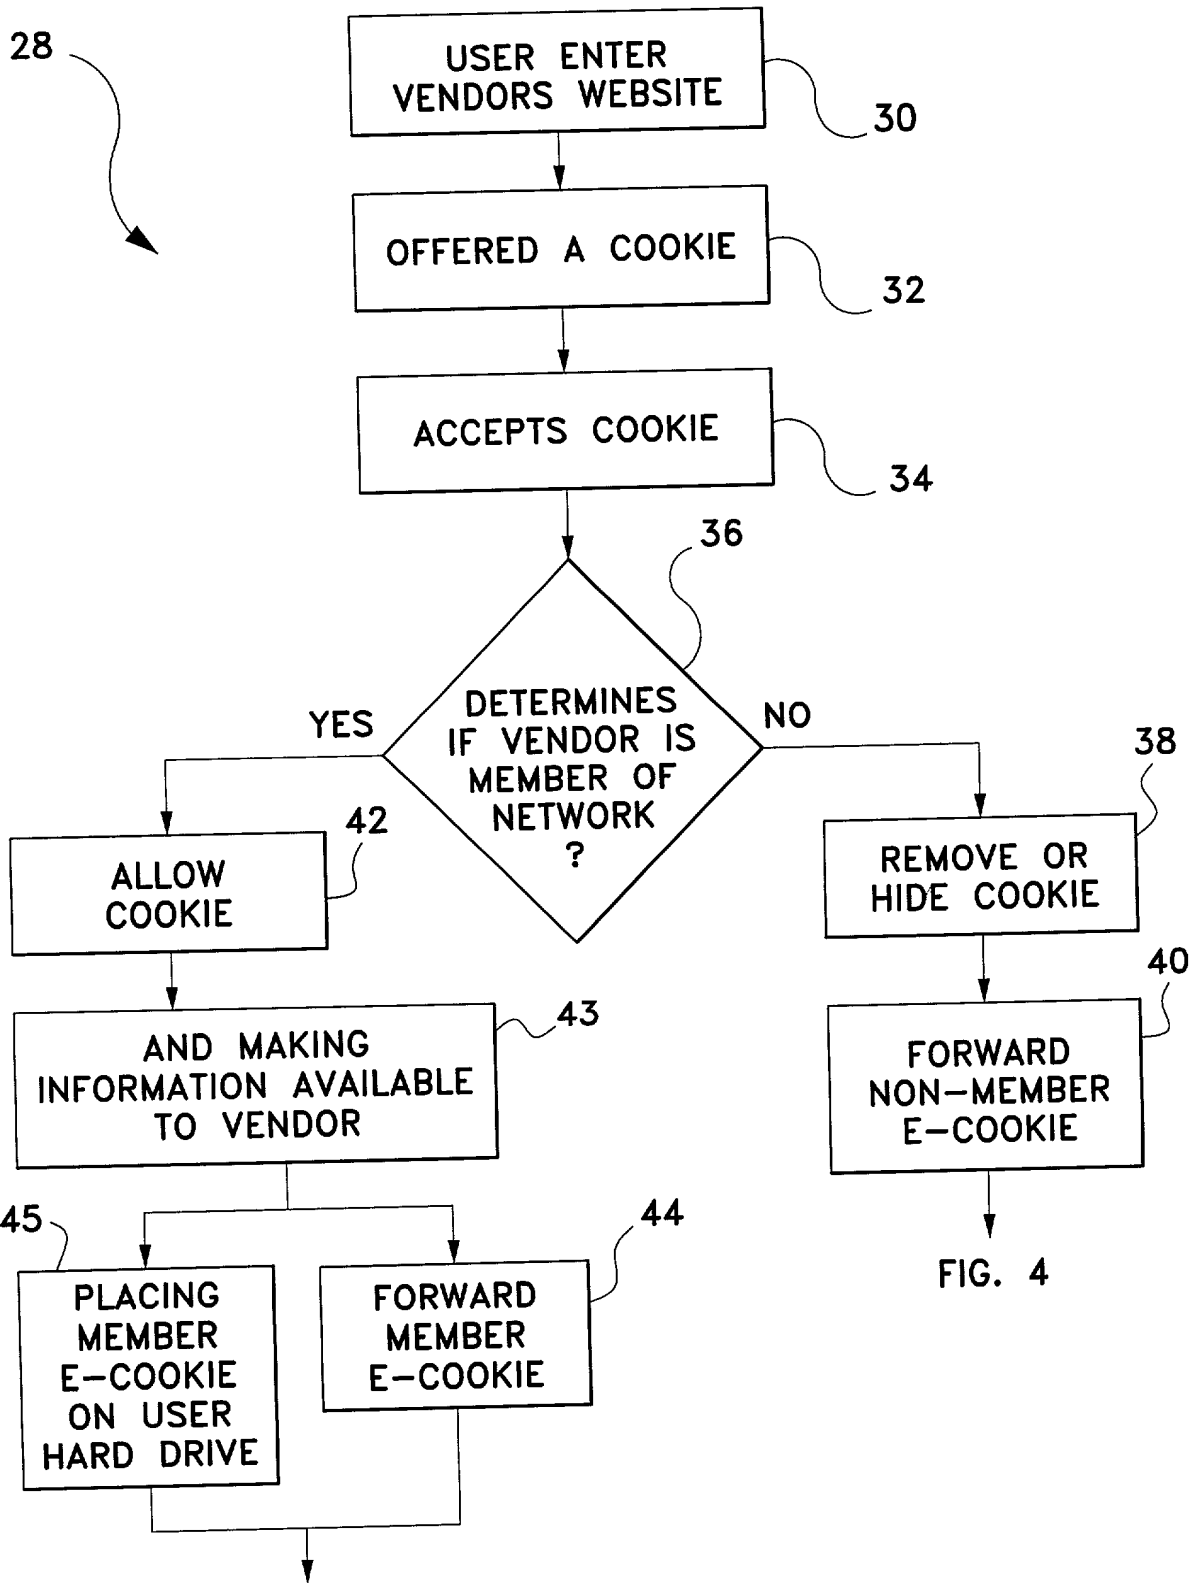 28
USER ENTER
VENDORS WEBSITE
30
OFFERED A COOKIE
32
ACCEPTS COOKIE
34
36
DETERMINES
IF VENDOR IS
MEMBER OF
NETWORK
?
YES
NO
42
ALLOW
COOKIE
38
REMOVE OR
HIDE COOKIE
43
AND MAKING
INFORMATION AVAILABLE
TO VENDOR
40
FORWARD
NON-MEMBER
E-COOKIE
45
PLACING
MEMBER
E-COOKIE
ON USER
HARD DRIVE
44
FORWARD
MEMBER
E-COOKIE
FIG. 4